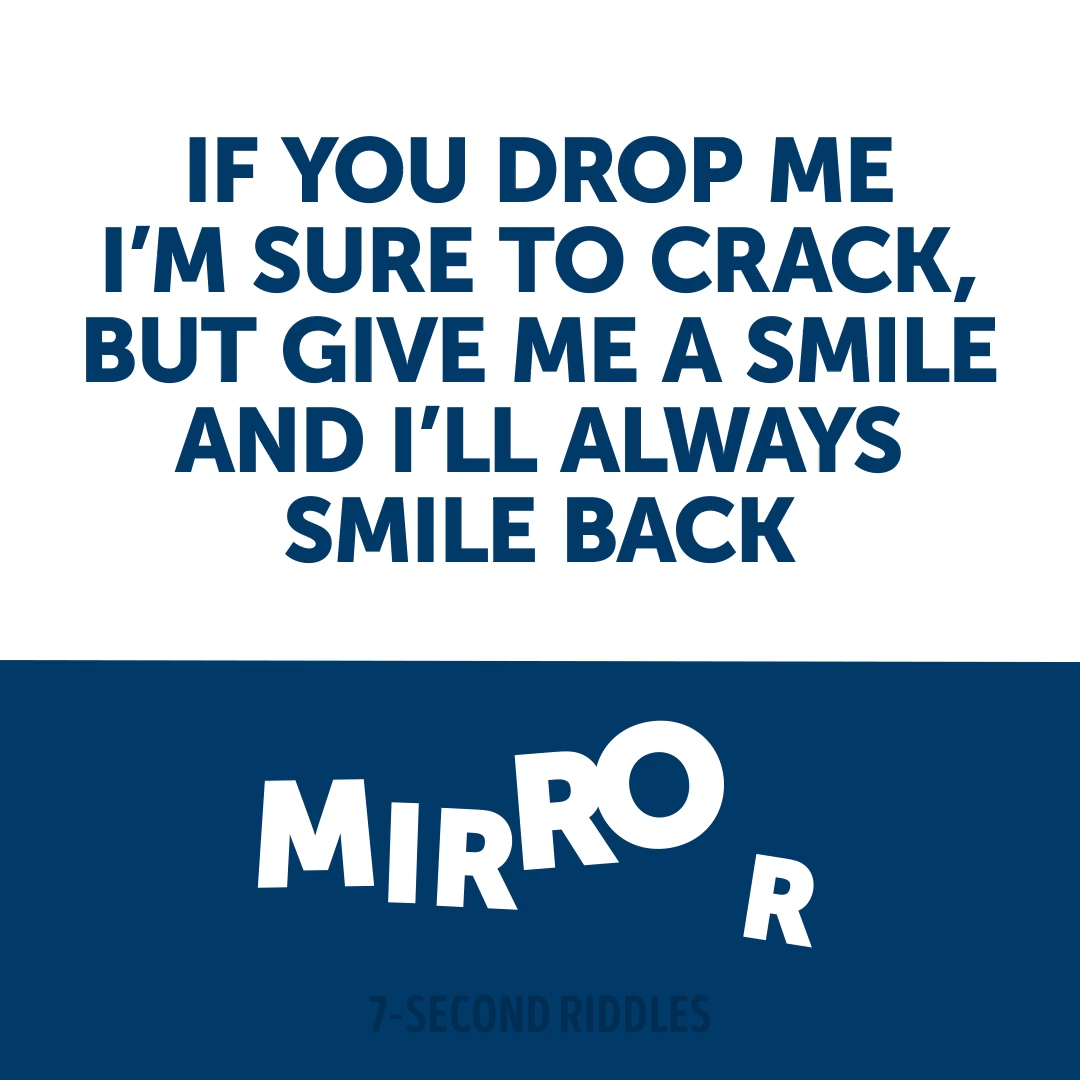 IF YOU DROP ME
I’M SURE TO CRACK,
BUT GIVE ME A SMILE
AND I’LL ALWAYS
SMILE BACK
MIRROR
7-SECOND RIDDLES